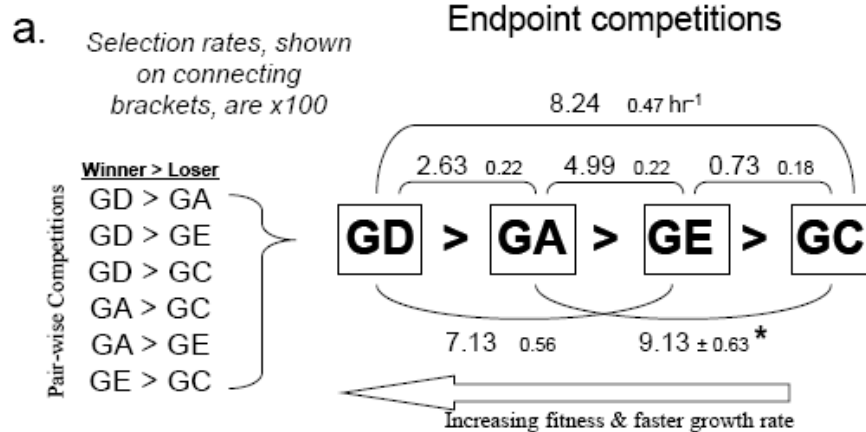 a.
Selection rates, shown
on connecting
brackets, are x100
Endpoint competitions
8.24 0.47 hr⁻¹
2.63 0.22 4.99 0.22 0.73 0.18
GD > GA > GE > GC
7.13 0.56 9.13 ± 0.63 *
Increasing fitness & faster growth rate
Pair-wise Competitions
Winner > Loser
GD > GA
GD > GE
GD > GC
GA > GC
GA > GE
GE > GC